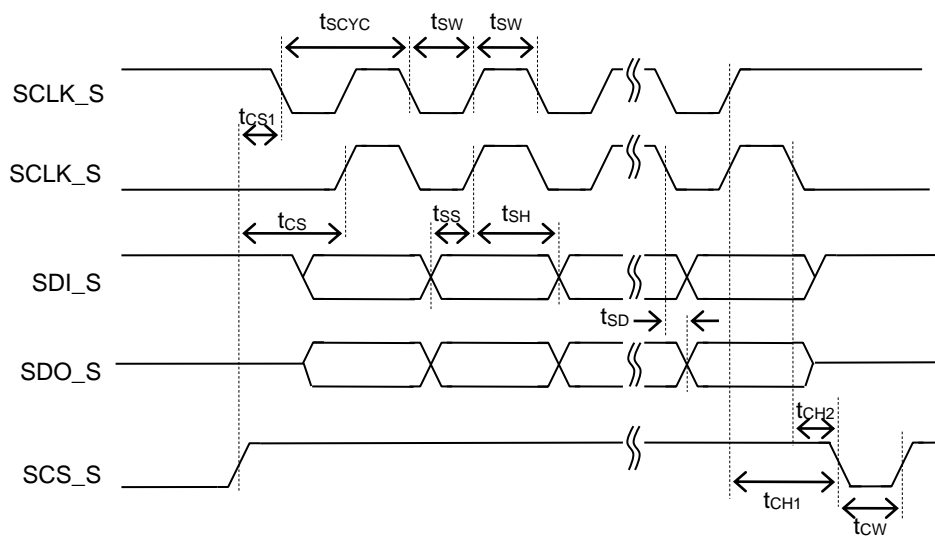 tSCYC tSW tSW
SCLK_S
tCS1
SCLK_S
tCS tSS tSH
SDI_S
tSD
SDO_S
tCH2
SCS_S
tCH1
tCW